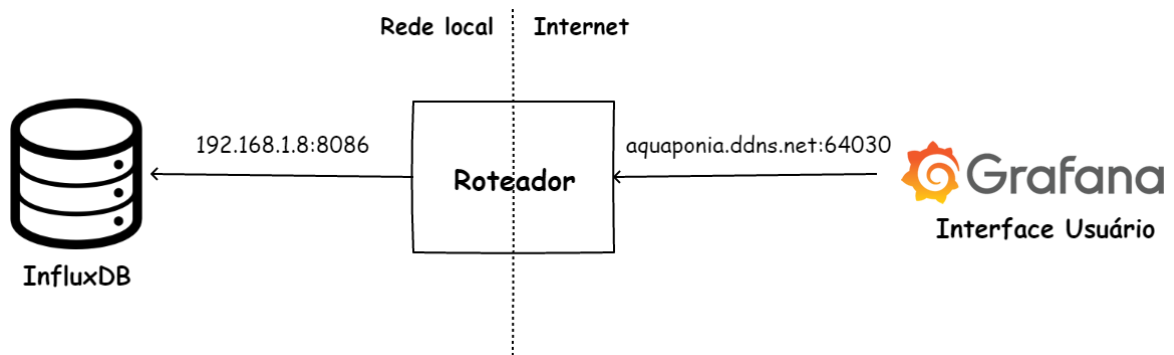 Rede local
Internet
192.168.1.8:8086
aquaponia.ddns.net:64030
Roteador
Grafana
Interface Usuário
InfluxDB